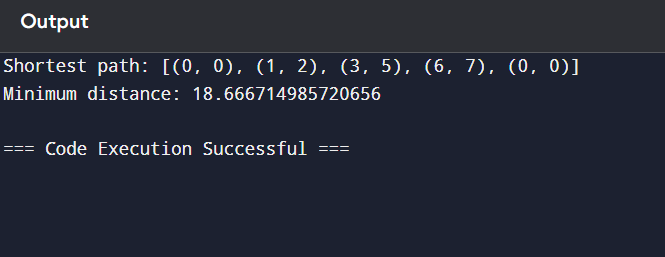 Output
Shortest path: [(0, 0), (1, 2), (3, 5), (6, 7), (0, 0)]
Minimum distance: 18.666714985720656
=== Code Execution Successful ===